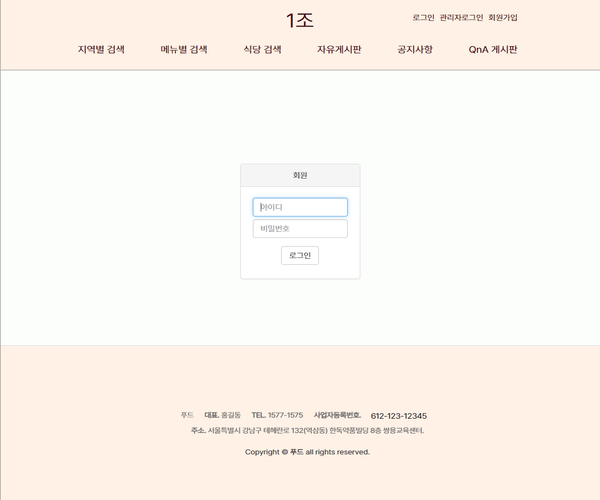 1조
로그인 관리자로그인 회원가입
지역별 검색 메뉴별 검색 식당 검색 자유게시판 공지사항 QnA 게시판
회원
아이디
비밀번호
로그인
푸드 대표. 홍길동 TEL. 1577-1575 사업자등록번호. 612-123-12345
주소. 서울특별시 강남구 테헤란로 132(역삼동) 한독약품빌딩 8층 쌍용교육센터.
Copyright © 푸드 all rights reserved.